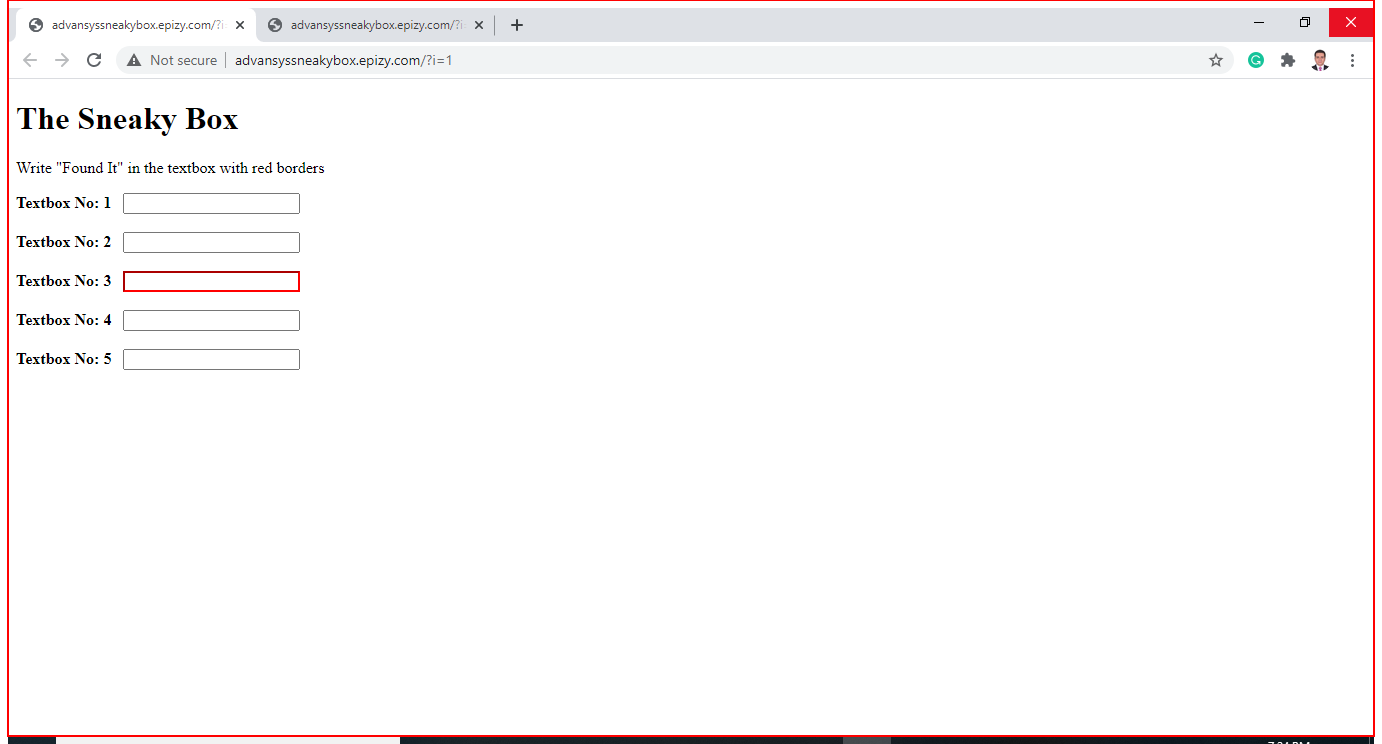 advansyssneakybox.epizy.com/?i
advansyssneakybox.epizy.com/?i
Not secure
advansyssneakybox.epizy.com/?i=1
The Sneaky Box
Write "Found It" in the textbox with red borders
Textbox No: 1
Textbox No: 2
Textbox No: 3
Textbox No: 4
Textbox No: 5